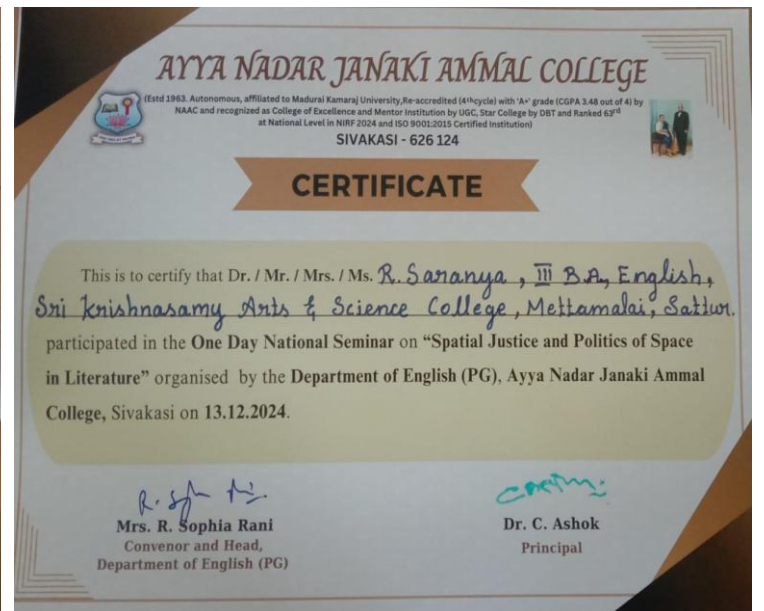 AYYA NADAR JANAKI AMMAL COLLEGE
(Estd 1963. Autonomous, affiliated to Madurai Kamaraj University, Re-accredited (4th cycle) with 'A+' grade (CGPA 3.48 out of 4) by
NAAC and recognized as College of Excellence and Mentor Institution by UGC, Star College by DBT and Ranked 63rd
at National Level in NIRF 2024 and ISO 9001:2015 Certified Institution)
SIVAKASI - 626 124
CERTIFICATE
This is to certify that Dr. / Mr. / Mrs. / Ms. R. Saranya, III B.A., English,
Sri Krishnasamy Arts & Science College, Mettamalai, Sattur.
participated in the One Day National Seminar on “Spatial Justice and Politics of Space
in Literature” organised by the Department of English (PG), Ayya Nadar Janaki Ammal
College, Sivakasi on 13.12.2024.
Mrs. R. Sophia Rani
Convenor and Head,
Department of English (PG)
Dr. C. Ashok
Principal